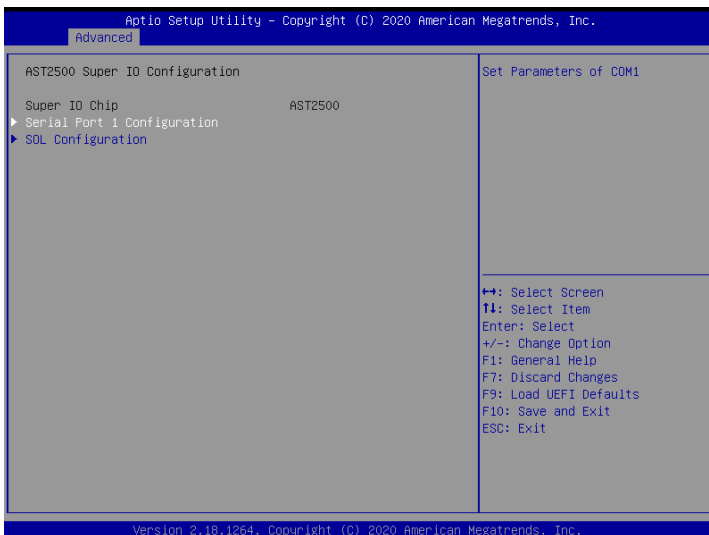 Aptio Setup Utility – Copyright (C) 2020 American Megatrends, Inc.
Advanced
AST2500 Super IO Configuration
Super IO Chip AST2500
Serial Port 1 Configuration
SOL Configuration
Set Parameters of COM1
↔: Select Screen
↑↓: Select Item
Enter: Select
+/-: Change Option
F1: General Help
F7: Discard Changes
F9: Load UEFI Defaults
F10: Save and Exit
ESC: Exit
Version 2.18.1264. Copyright (C) 2020 American Megatrends, Inc.